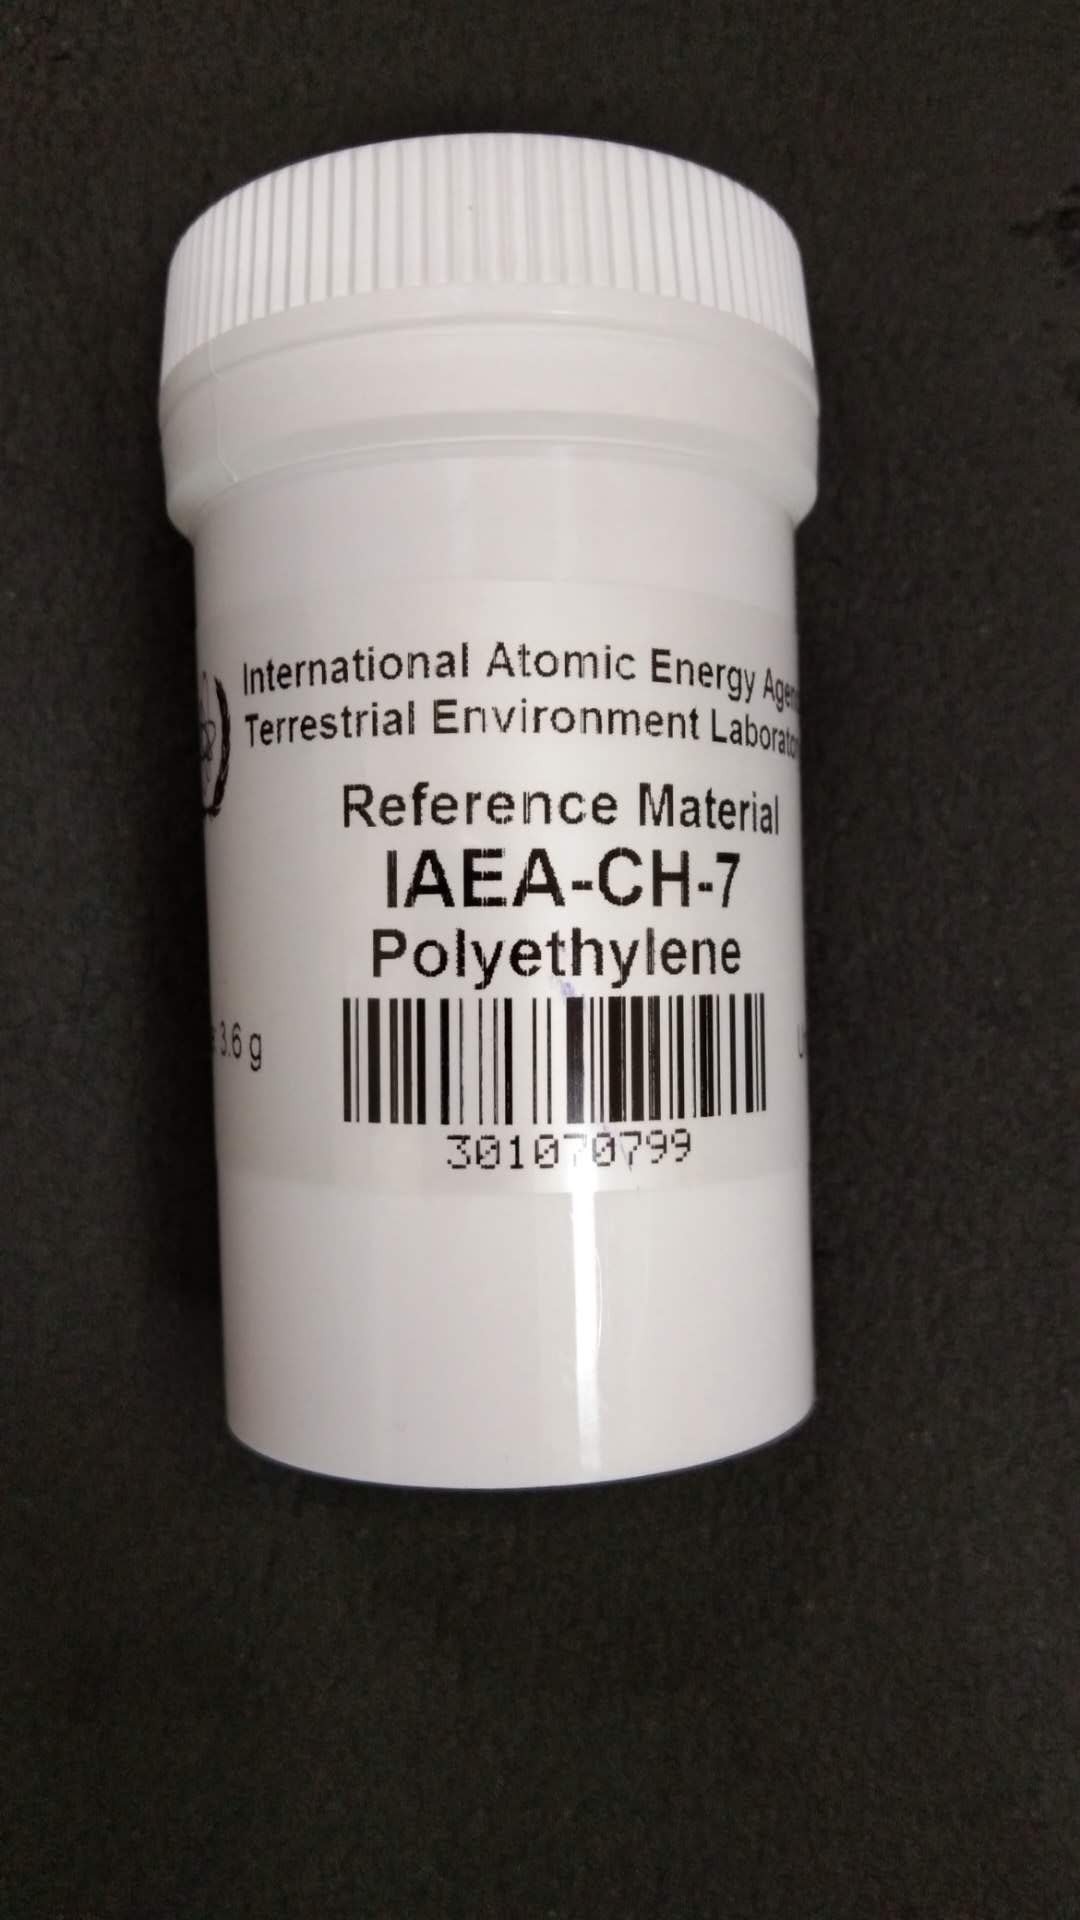 International Atomic Energy
Terrestrial Environment
Reference Material
IAEA-CH-7
Polyethylene
3.6 g
301070799